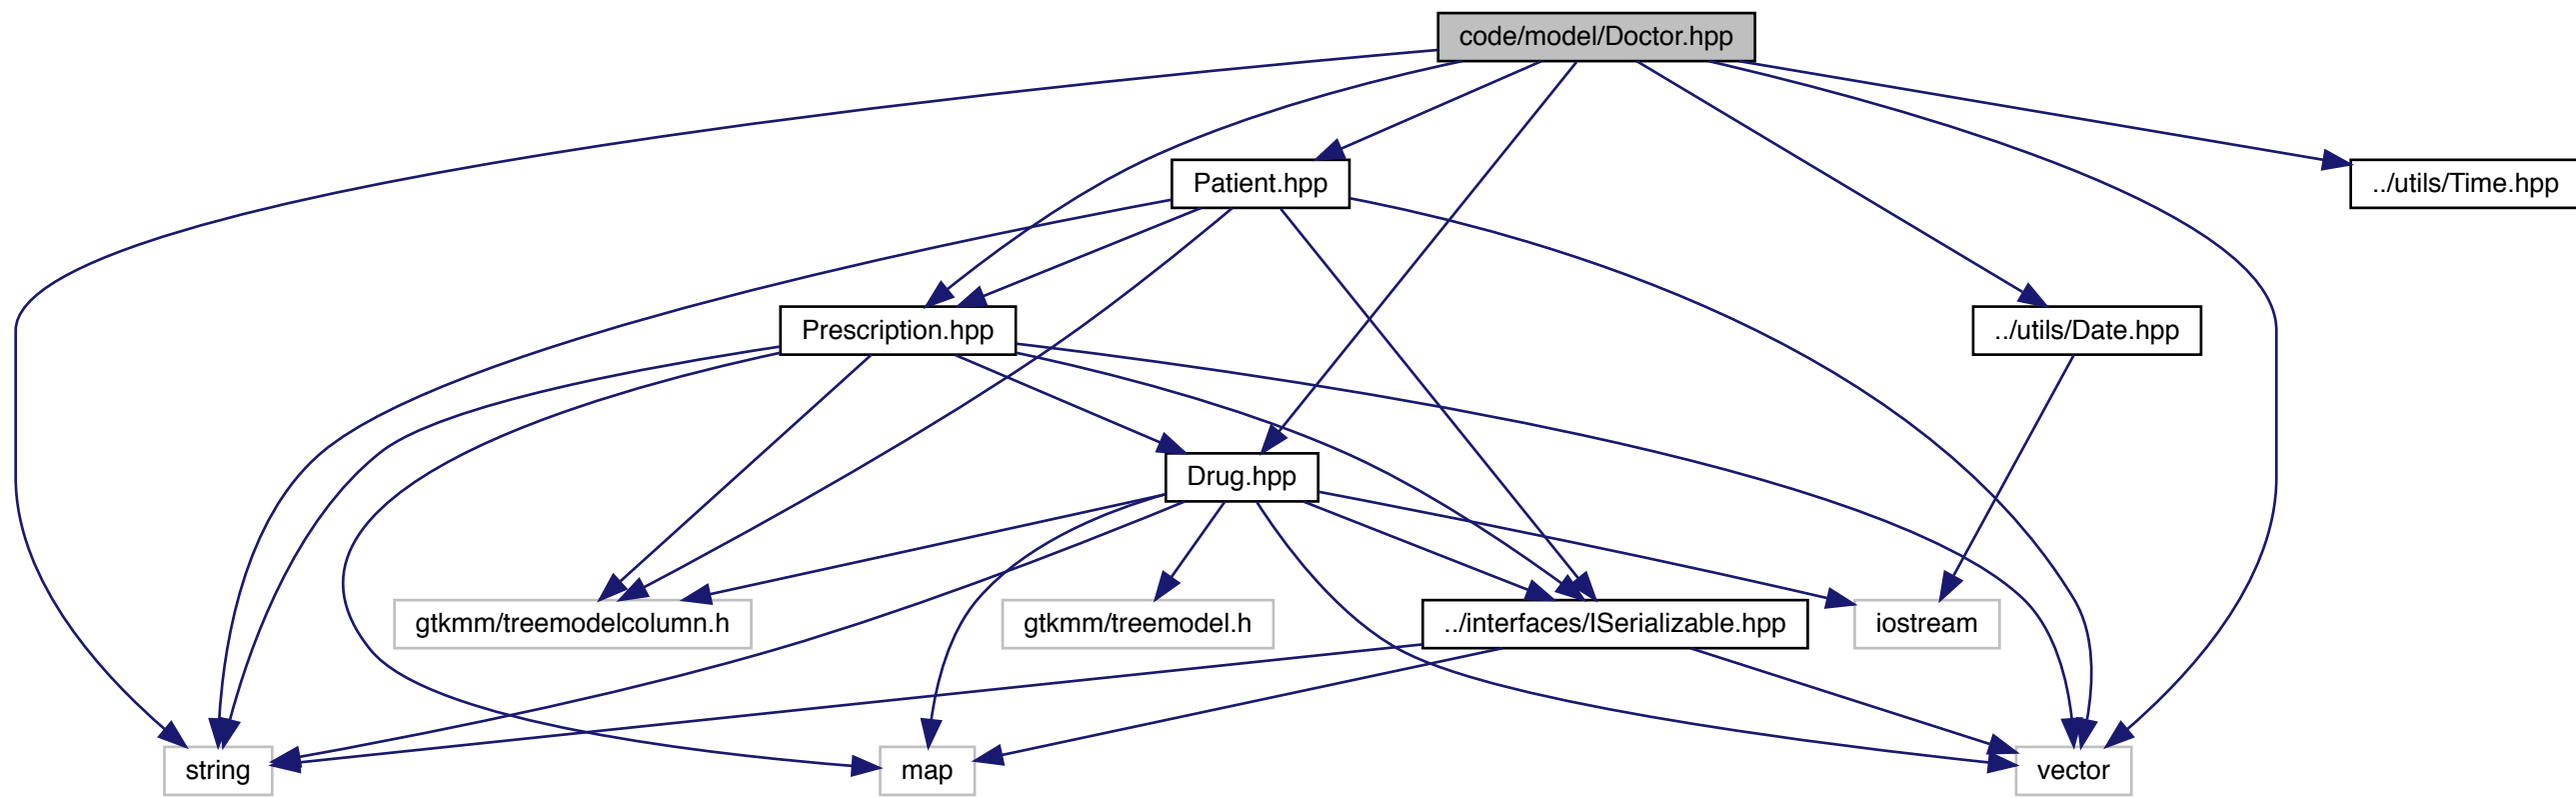 code/model/Doctor.hpp
Patient.hpp
../utils/Time.hpp
Prescription.hpp
../utils/Date.hpp
Drug.hpp
gtkmm/treemodelcolumn.h
gtkmm/treemodel.h
../interfaces/ISerializable.hpp
iostream
string
map
vector